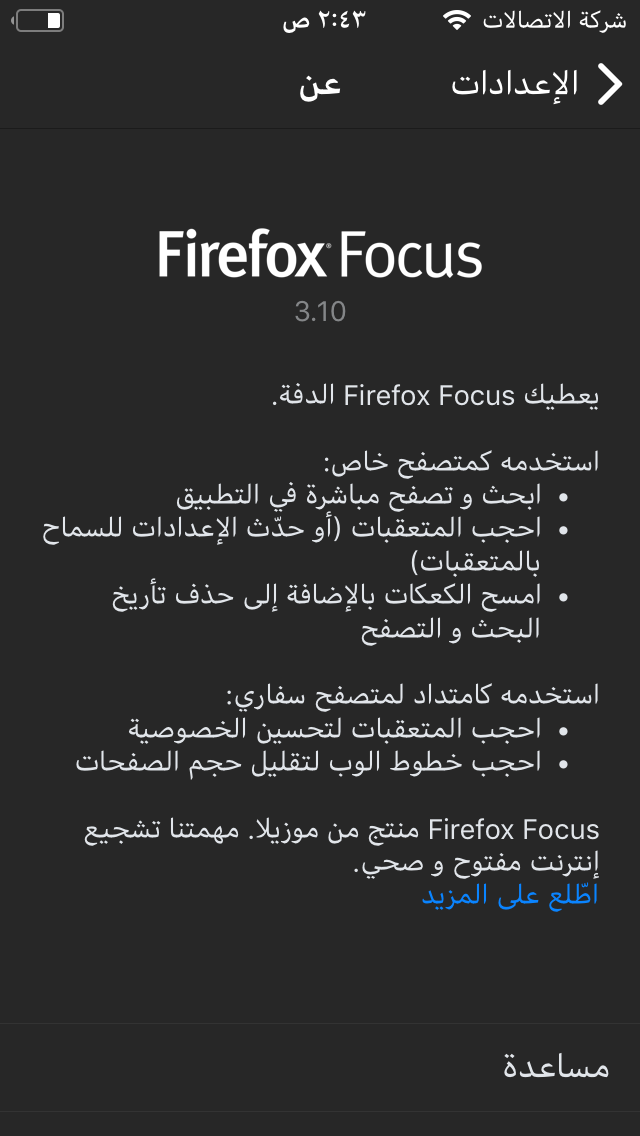 شركة الاتصالات ٢:٤٣ ص
الإعدادات
عن
Firefox Focus
3.10
يعطيك Firefox Focus الدفة.
استخدمه كمتصفح خاص:
• ابحث و تصفح مباشرة في التطبيق
• احجب المتعقبات (أو حدّث الإعدادات للسماح
بالمتعقبات)
• امسح الكعكات بالإضافة إلى حذف تأريخ
البحث و التصفح
استخدمه كامتداد لمتصفح سفاري:
• احجب المتعقبات لتحسين الخصوصية
• احجب خطوط الوب لتقليل حجم الصفحات
Firefox Focus منتج من موزيلا. مهمتنا تشجيع
إنترنت مفتوح و صحي.
اطّلع على المزيد
مساعدة